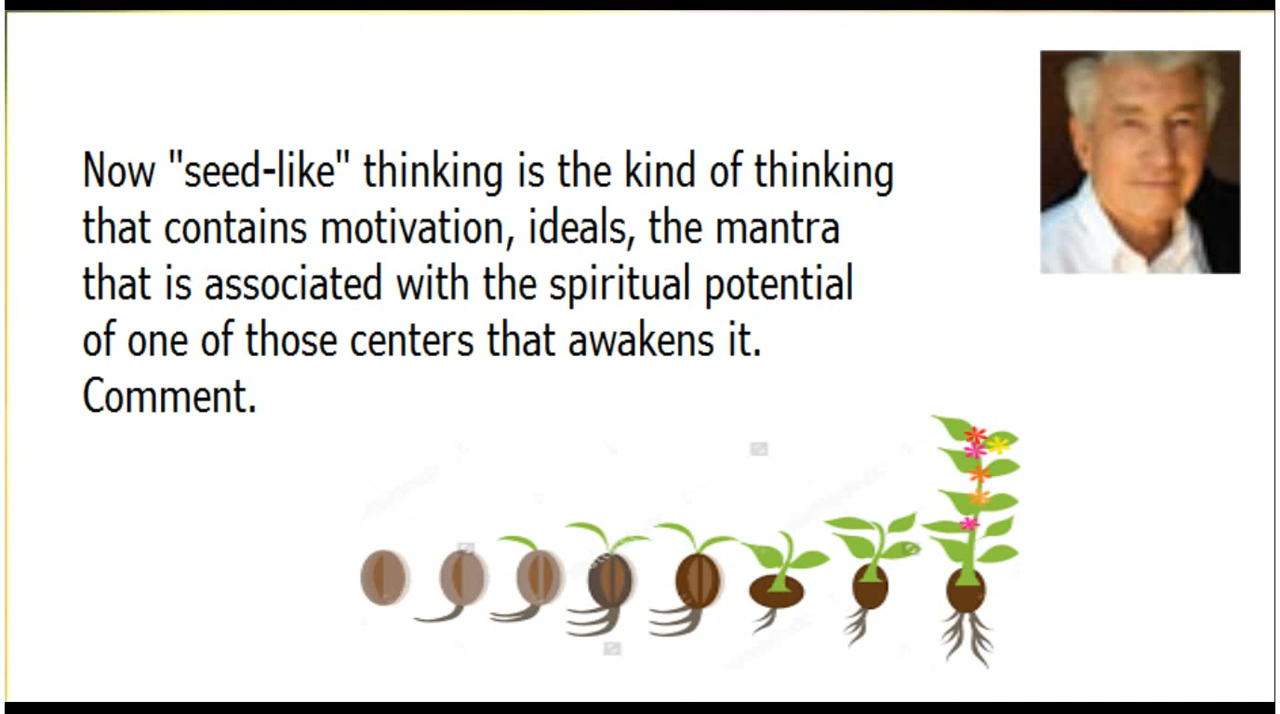 Now "seed-like" thinking is the kind of thinking
that contains motivation, ideals, the mantra
that is associated with the spiritual potential
of one of those centers that awakens it.
Comment.